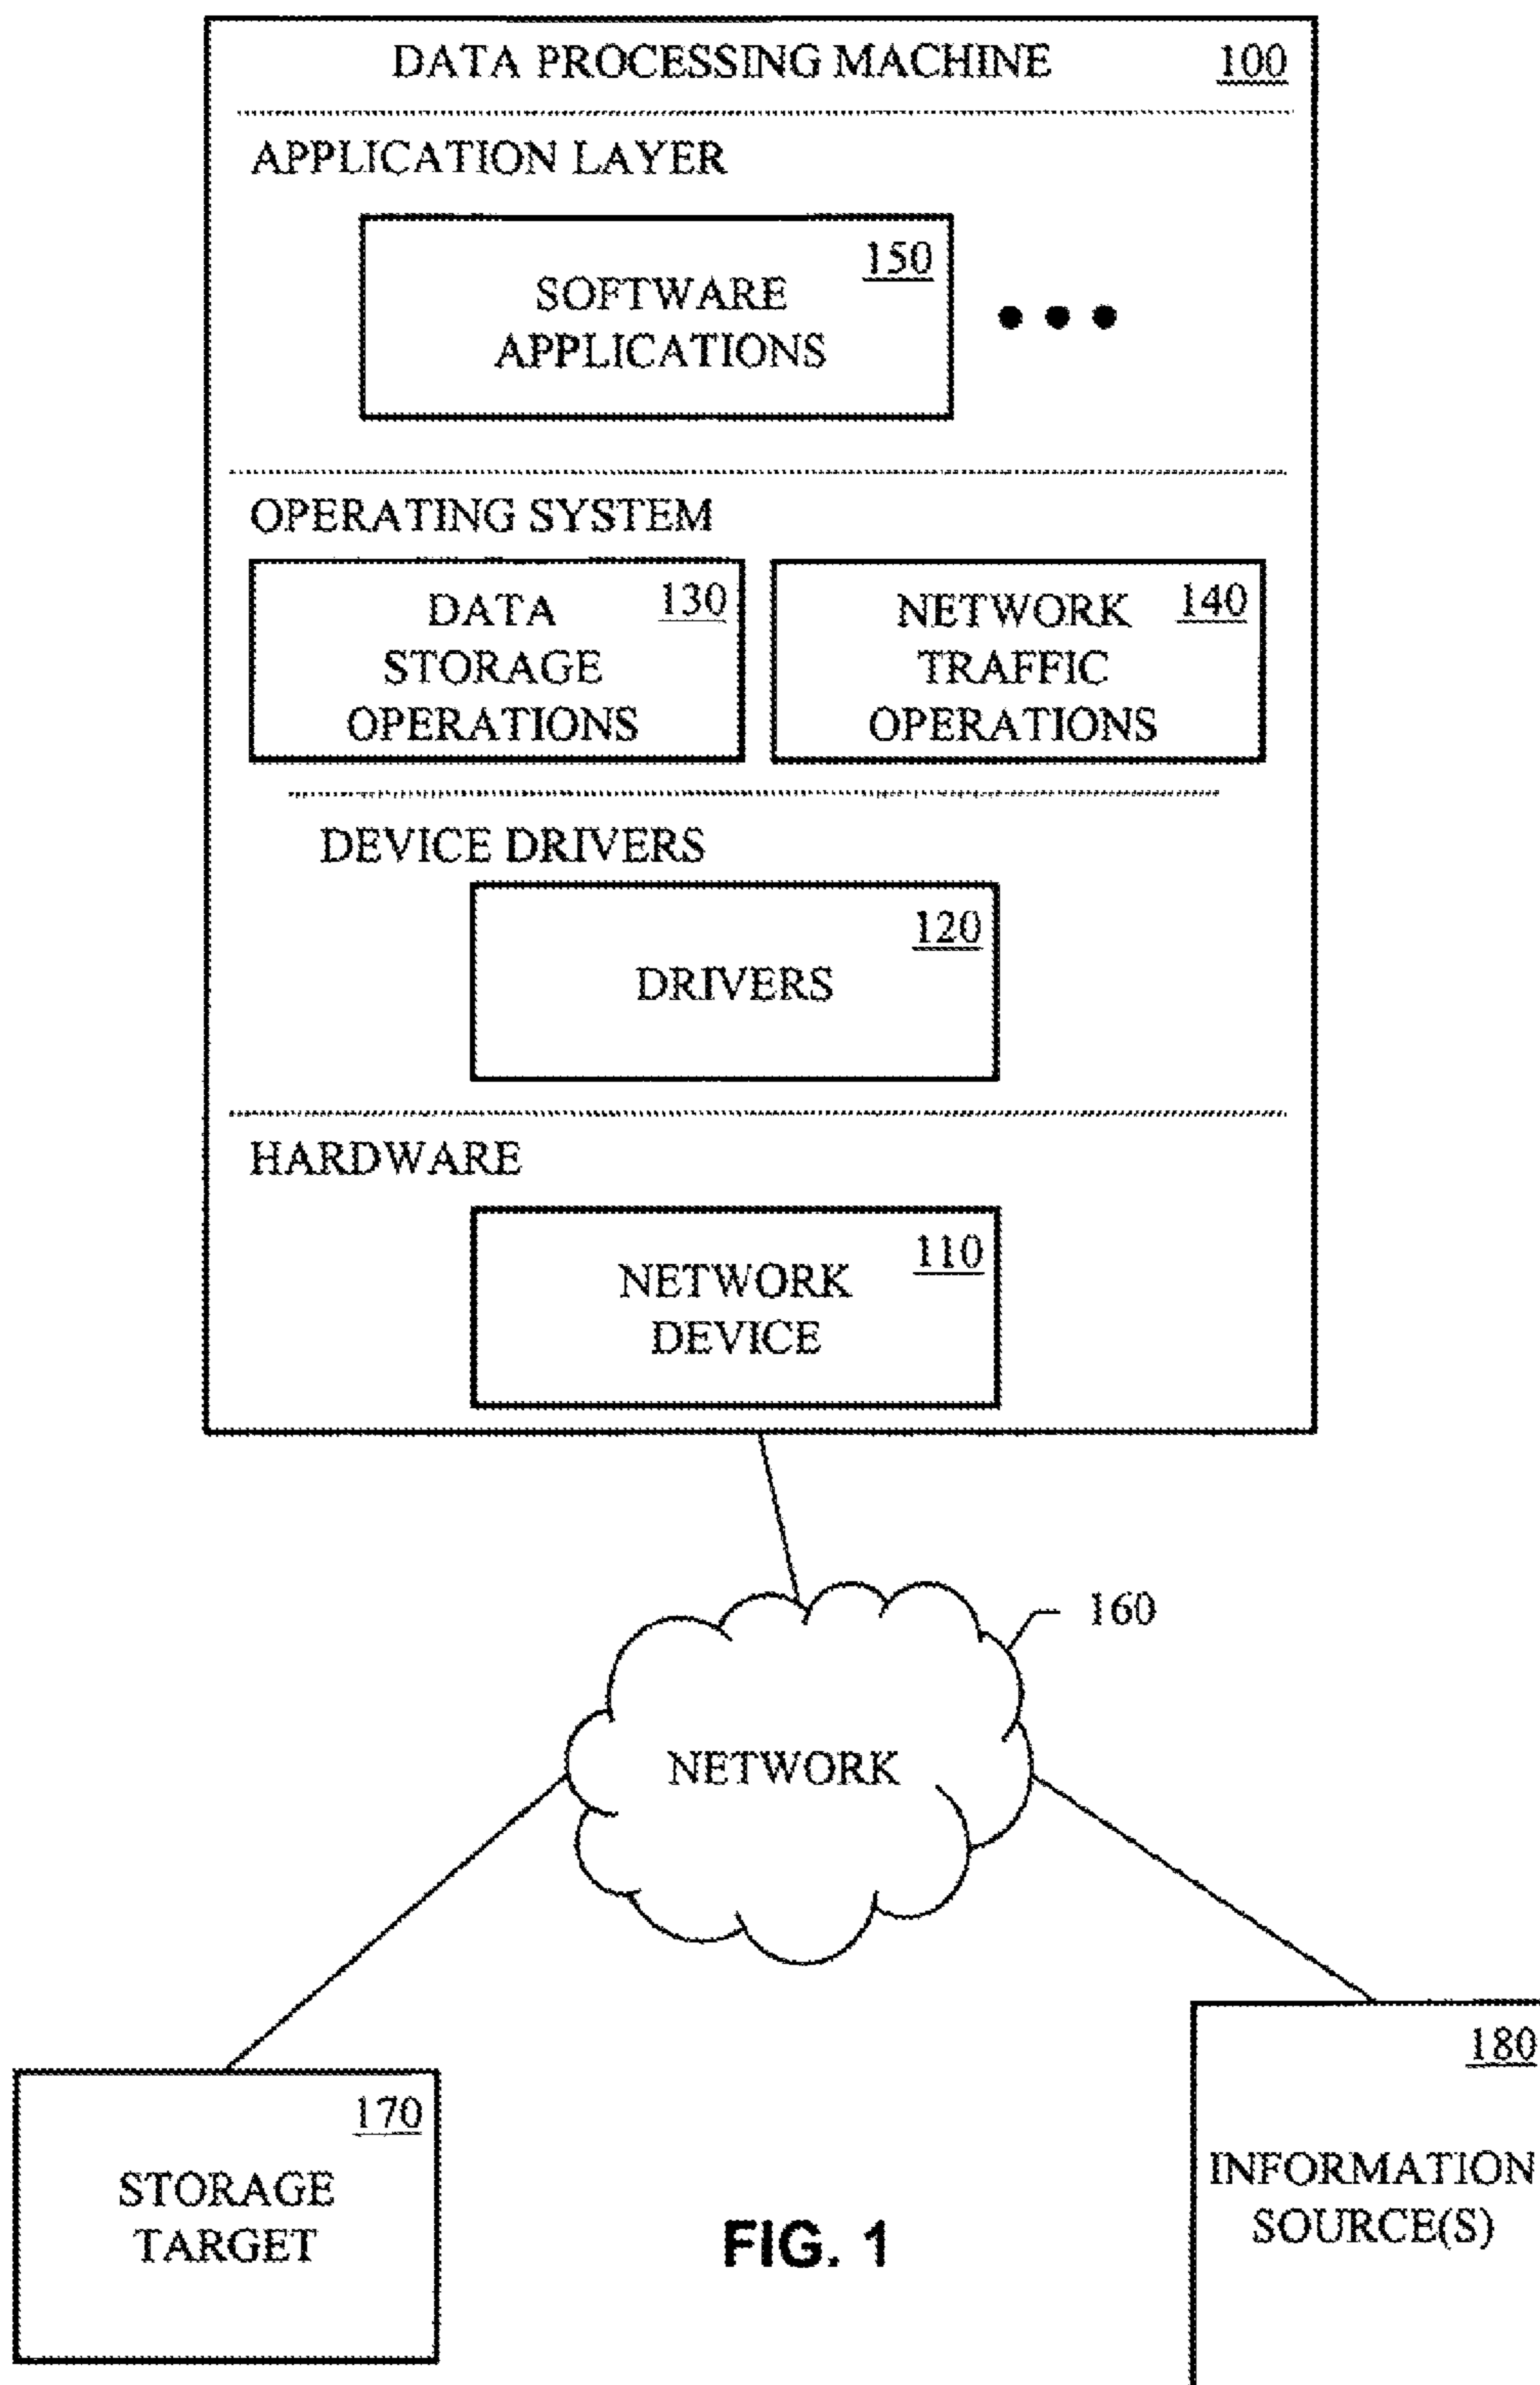 DATA PROCESSING MACHINE 100
APPLICATION LAYER
150
SOFTWARE
APPLICATIONS
OPERATING SYSTEM
130
DATA
STORAGE
OPERATIONS
140
NETWORK
TRAFFIC
OPERATIONS
DEVICE DRIVERS
120
DRIVERS
HARDWARE
110
NETWORK
DEVICE
160
NETWORK
170
STORAGE
TARGET
180
INFORMATION
SOURCE(S)
FIG. 1